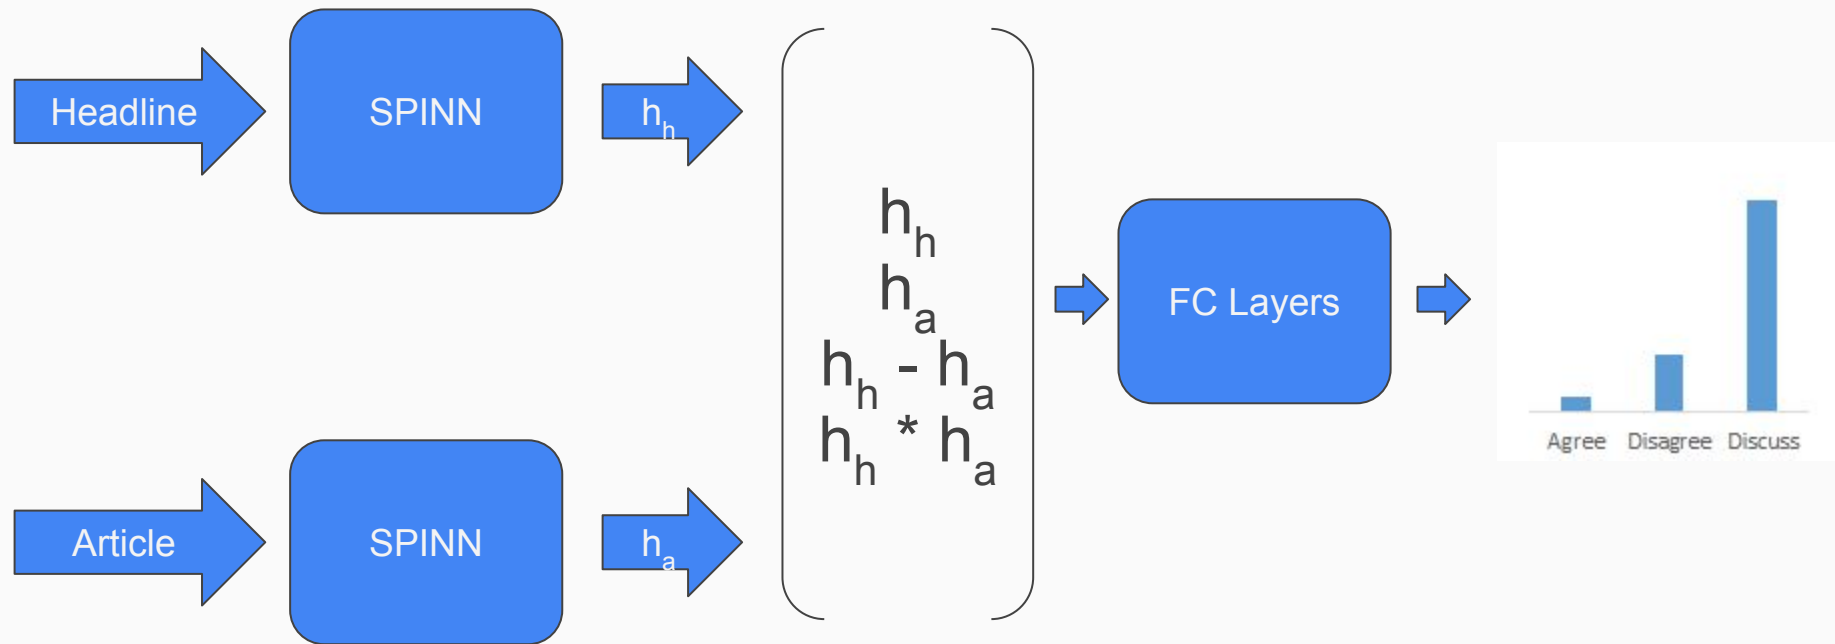 Headline
SPINN
hₕ
hₕ
hₐ
hₕ - hₐ
hₕ * hₐ
FC Layers
Agree Disagree Discuss
Article
SPINN
hₐ